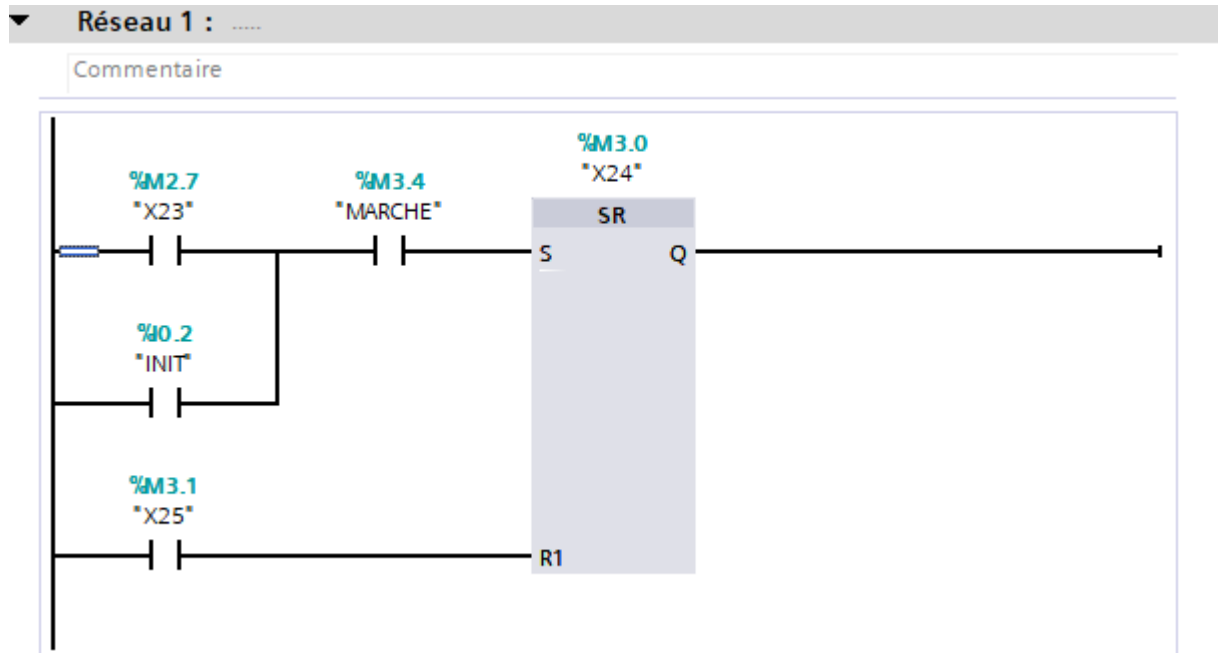 Réseau 1 : .....
Commentaire
%M3.0
"X24"
%M2.7
"X23"
%M3.4
"MARCHE"
SR
S
Q
%I0.2
"INIT"
%M3.1
"X25"
R1